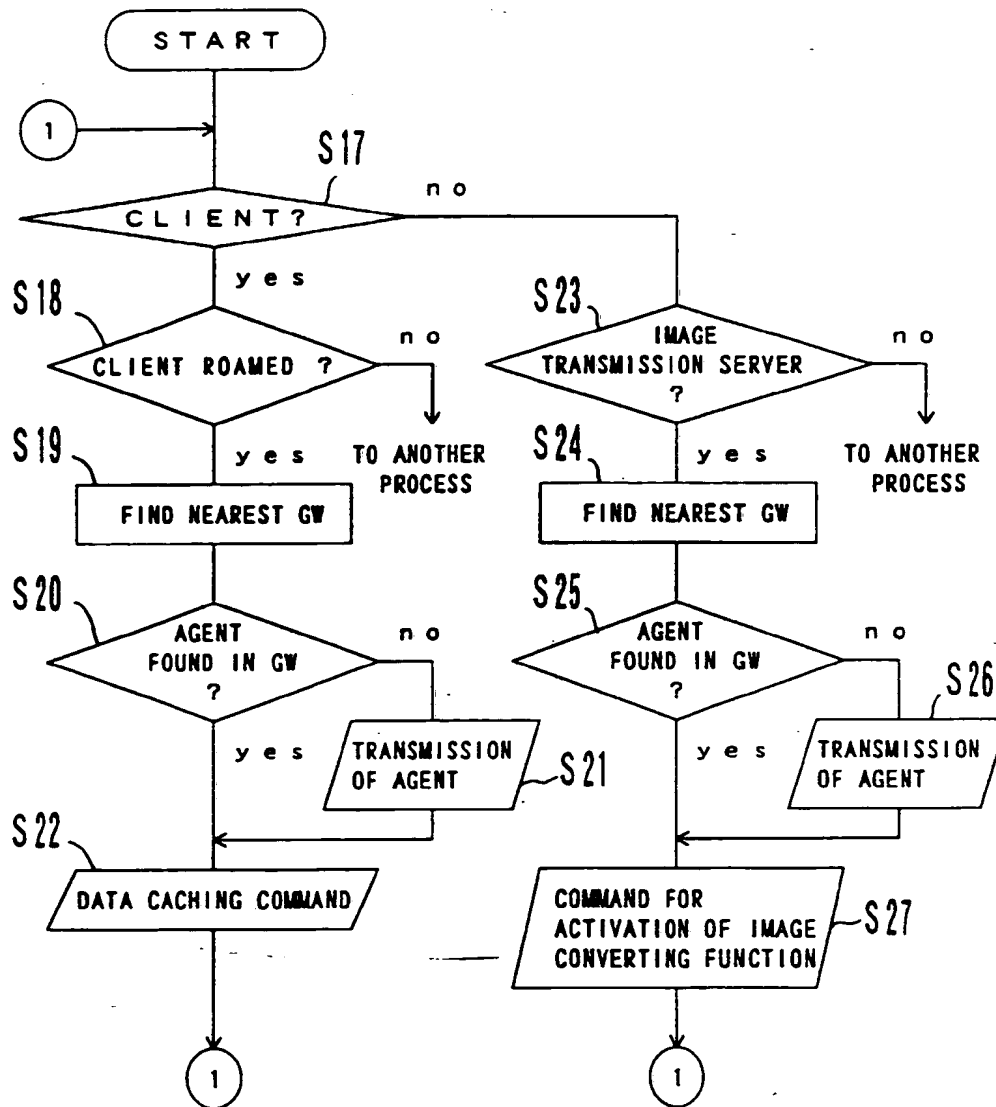 START
1
S17
no
CLIENT?
yes
S18
no
CLIENT ROAMED ?
S19
yes
TO ANOTHER
PROCESS
FIND NEAREST GW
S20
no
AGENT
FOUND IN GW
?
yes
TRANSMISSION
OF AGENT
S21
S22
DATA CACHING COMMAND
1
S23
no
IMAGE
TRANSMISSION SERVER
?
S24
yes
TO ANOTHER
PROCESS
FIND NEAREST GW
S25
no
AGENT
FOUND IN GW
?
S26
yes
TRANSMISSION
OF AGENT
COMMAND FOR
ACTIVATION OF IMAGE
CONVERTING FUNCTION
S27
1